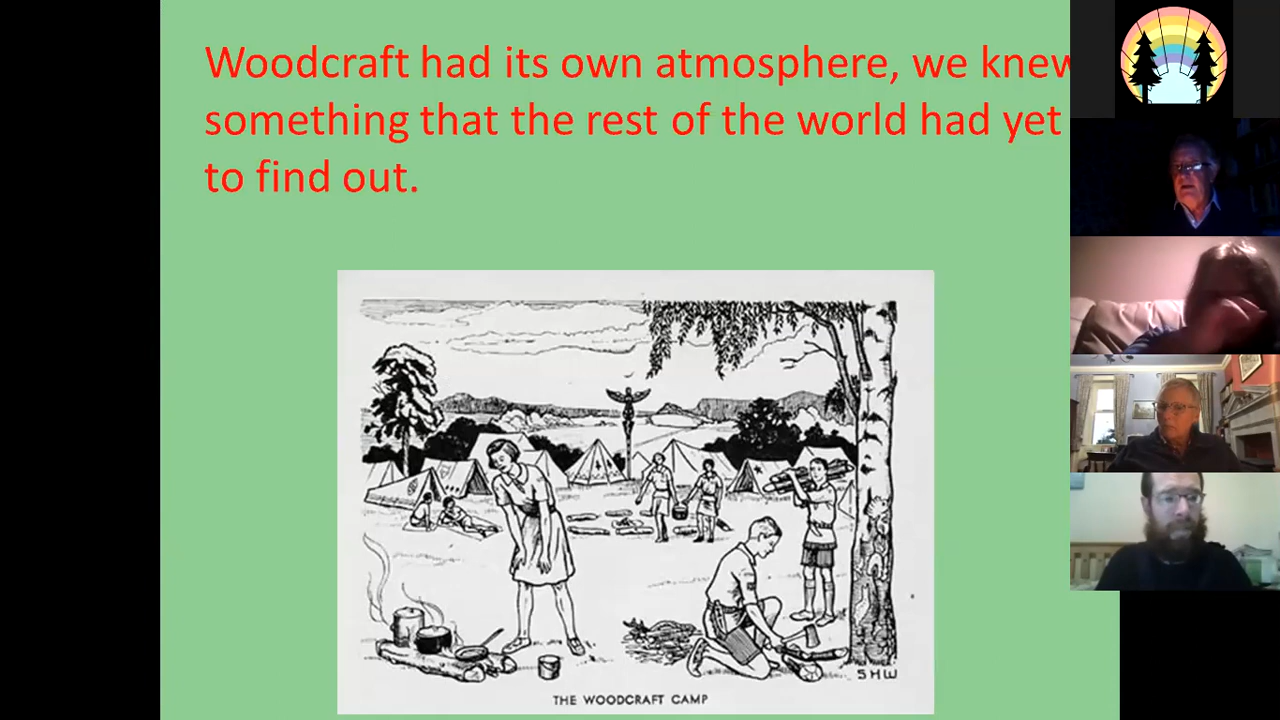 Woodcraft had its own atmosphere, we knew
something that the rest of the world had yet
to find out.
SHW
THE WOODCRAFT CAMP